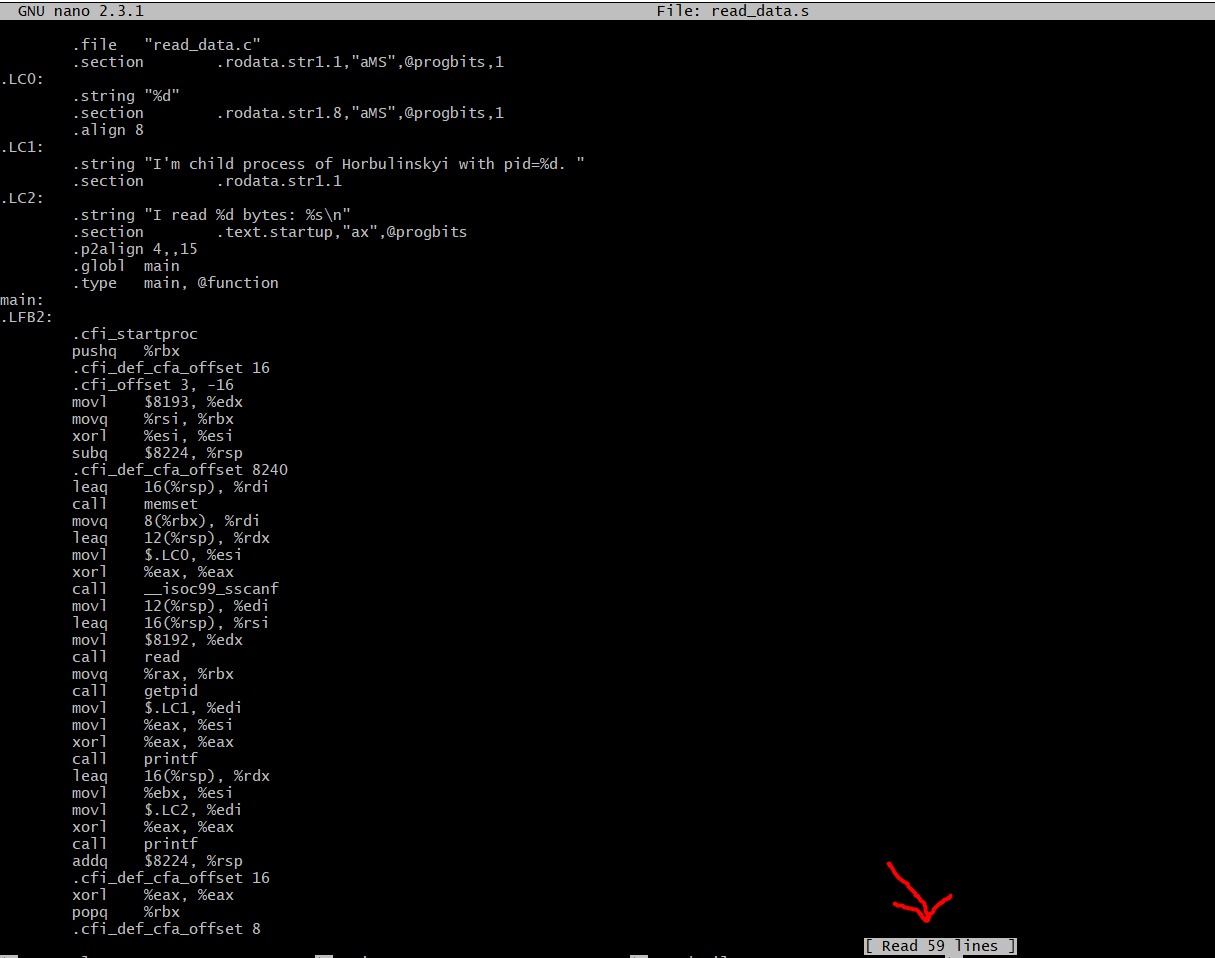 GNU nano 2.3.1 File: read_data.s
.file "read_data.c"
.section .rodata.str1.1,"aMS",@progbits,1
.LC0:
.string "%d"
.section .rodata.str1.8,"aMS",@progbits,1
.align 8
.LC1:
.string "I'm child process of Horbulinskyi with pid=%d. "
.section .rodata.str1.1
.LC2:
.string "I read %d bytes: %s\n"
.section .text.startup,"ax",@progbits
.p2align 4,,15
.globl main
.type main, @function
main:
.LFB2:
.cfi_startproc
pushq %rbx
.cfi_def_cfa_offset 16
.cfi_offset 3, -16
movl $8193, %edx
movq %rsi, %rbx
xorl %esi, %esi
subq $8224, %rsp
.cfi_def_cfa_offset 8240
leaq 16(%rsp), %rdi
call memset
movq 8(%rbx), %rdi
leaq 12(%rsp), %rdx
movl $.LC0, %esi
xorl %eax, %eax
call __isoc99_sscanf
movl 12(%rsp), %edi
leaq 16(%rsp), %rsi
movl $8192, %edx
call read
movq %rax, %rbx
call getpid
movl $.LC1, %edi
movl %eax, %esi
xorl %eax, %eax
call printf
leaq 16(%rsp), %rdx
movl %ebx, %esi
movl $.LC2, %edi
xorl %eax, %eax
call printf
addq $8224, %rsp
.cfi_def_cfa_offset 16
xorl %eax, %eax
popq %rbx
.cfi_def_cfa_offset 8
[ Read 59 lines ]